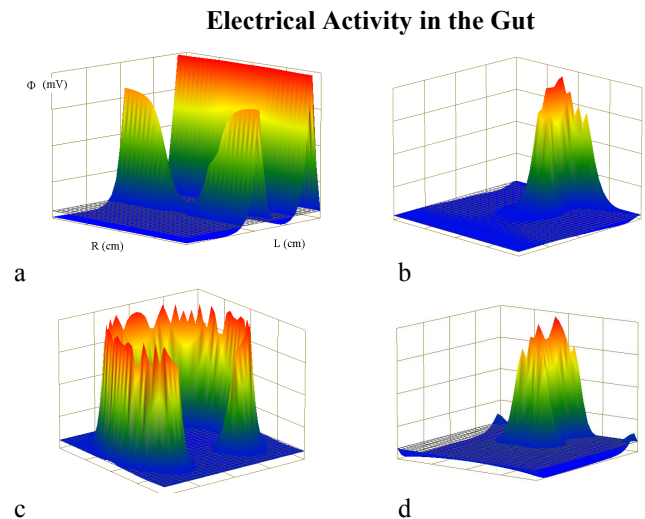 Electrical Activity in the Gut
Φ (mV)
R (cm)
L (cm)
a
b
c
d